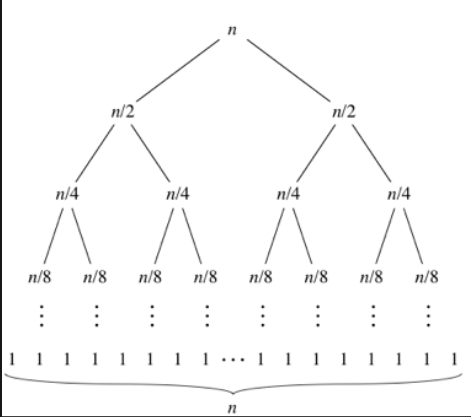 n
n/2 n/2
n/4 n/4 n/4 n/4
n/8 n/8 n/8 n/8 n/8 n/8 n/8 n/8
⋮ ⋮ ⋮ ⋮ ⋮ ⋮ ⋮ ⋮
1 1 1 1 1 1 1 1 ⋯ 1 1 1 1 1 1 1 1
n